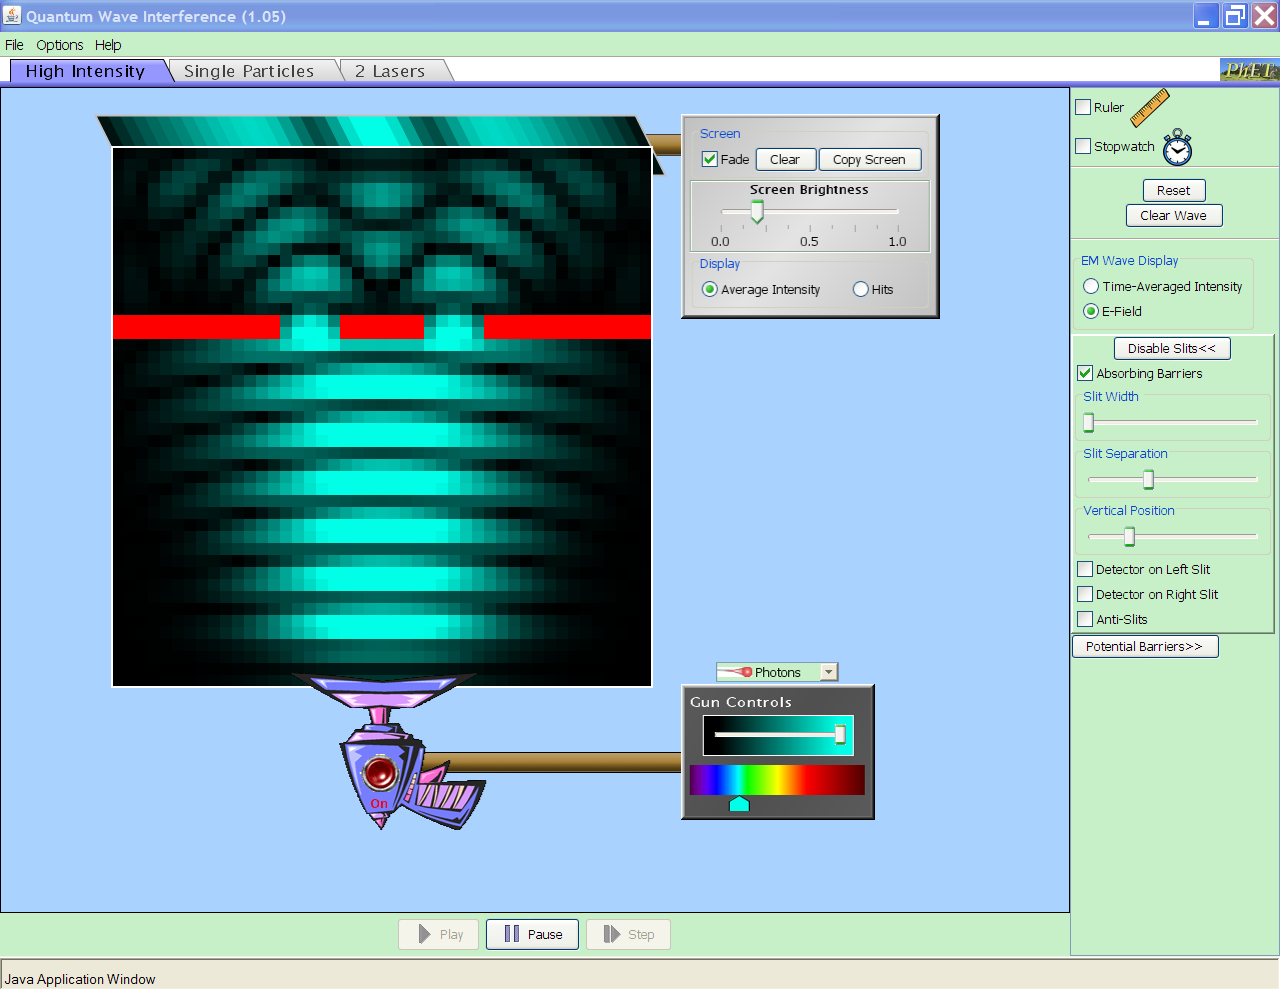 Quantum Wave Interference (1.05)
File Options Help
High Intensity Single Particles 2 Lasers
PhET
Ruler
Stopwatch
Reset
Clear Wave
EM Wave Display
Time-Averaged Intensity
E-Field
Disable Slits<<
Absorbing Barriers
Slit Width
Slit Separation
Vertical Position
Detector on Left Slit
Detector on Right Slit
Anti-Slits
Potential Barriers>>
Screen
Fade Clear Copy Screen
Screen Brightness
0.0 0.5 1.0
Display
Average Intensity Hits
Photons
Gun Controls
On
Play Pause Step
Java Application Window